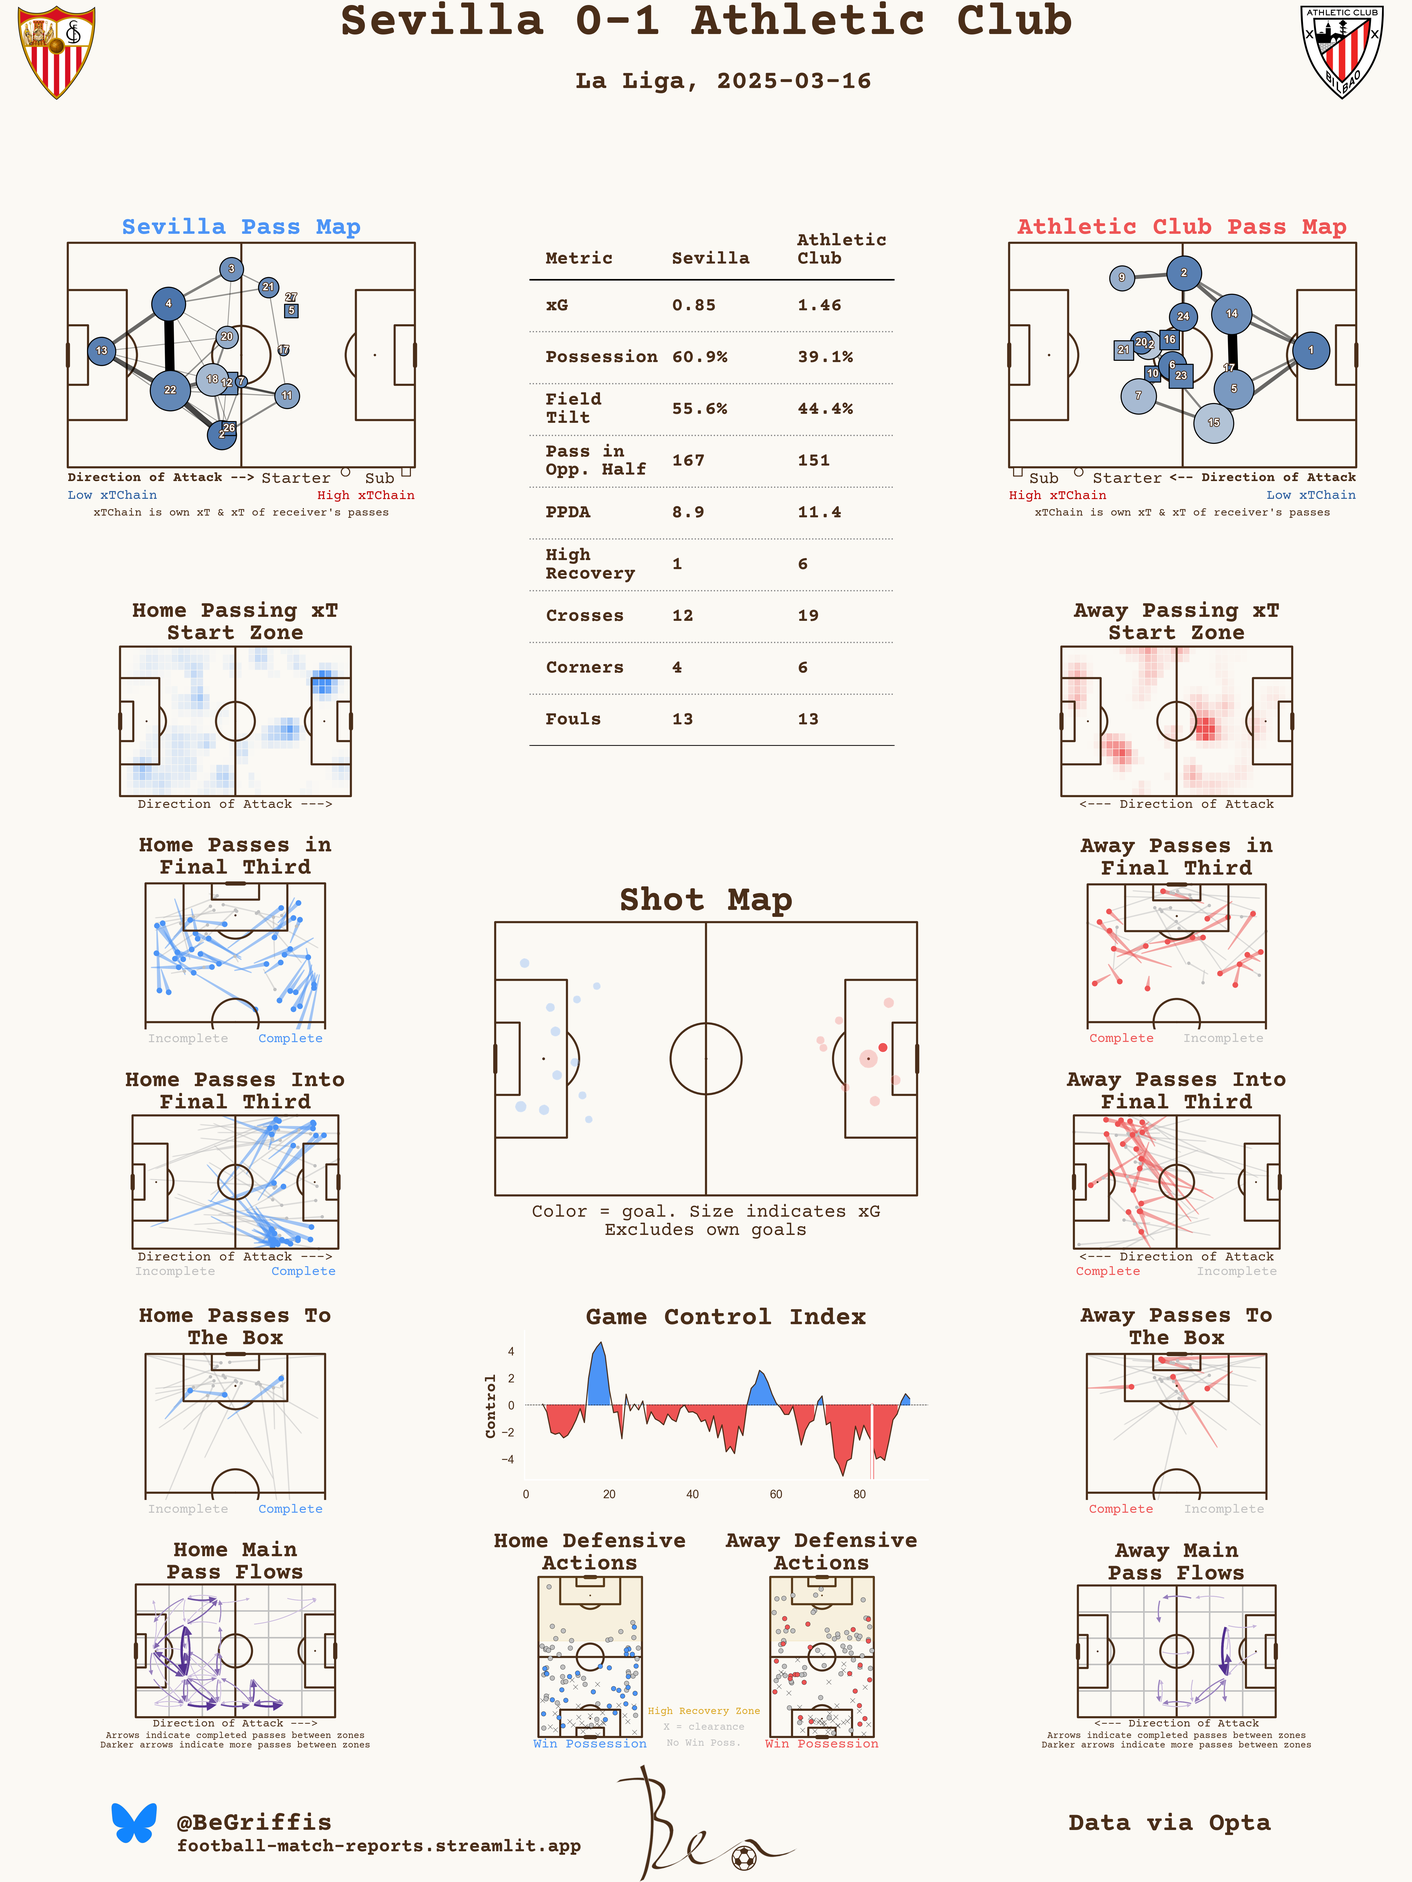 Sevilla 0-1 Athletic Club
La Liga, 2025-03-16
ATHLETIC CLUB
BILBAO
Sevilla Pass Map
3
21
27
5
4
20
13
17
22
18
12
7
11
2
26
Direction of Attack --> Starter Sub
Low xTChain High xTChain
xTChain is own xT & xT of receiver's passes
Metric Sevilla Athletic Club
xG 0.85 1.46
Possession 60.9% 39.1%
Field Tilt 55.6% 44.4%
Pass in Opp. Half 167 151
PPDA 8.9 11.4
High Recovery 1 6
Crosses 12 19
Corners 4 6
Fouls 13 13
Athletic Club Pass Map
9
2
24
14
21
20
16
1
6
17
10
23
5
7
15
Sub Starter <-- Direction of Attack
High xTChain Low xTChain
xTChain is own xT & xT of receiver's passes
Home Passing xT
Start Zone
Direction of Attack --->
Away Passing xT
Start Zone
<--- Direction of Attack
Home Passes in
Final Third
Incomplete Complete
Away Passes in
Final Third
Complete Incomplete
Shot Map
Color = goal. Size indicates xG
Excludes own goals
Home Passes Into
Final Third
Direction of Attack --->
Incomplete Complete
Away Passes Into
Final Third
<--- Direction of Attack
Complete Incomplete
Home Passes To
The Box
Incomplete Complete
Game Control Index
Control
4
2
0
−2
−4
0 20 40 60 80
Away Passes To
The Box
Complete Incomplete
Home Main
Pass Flows
Direction of Attack --->
Arrows indicate completed passes between zones
Darker arrows indicate more passes between zones
Home Defensive
Actions
Win Possession
High Recovery Zone
X = clearance
No Win Poss.
Away Defensive
Actions
Win Possession
Away Main
Pass Flows
<--- Direction of Attack
Arrows indicate completed passes between zones
Darker arrows indicate more passes between zones
@BeGriffis
football-match-reports.streamlit.app
Ben
Data via Opta